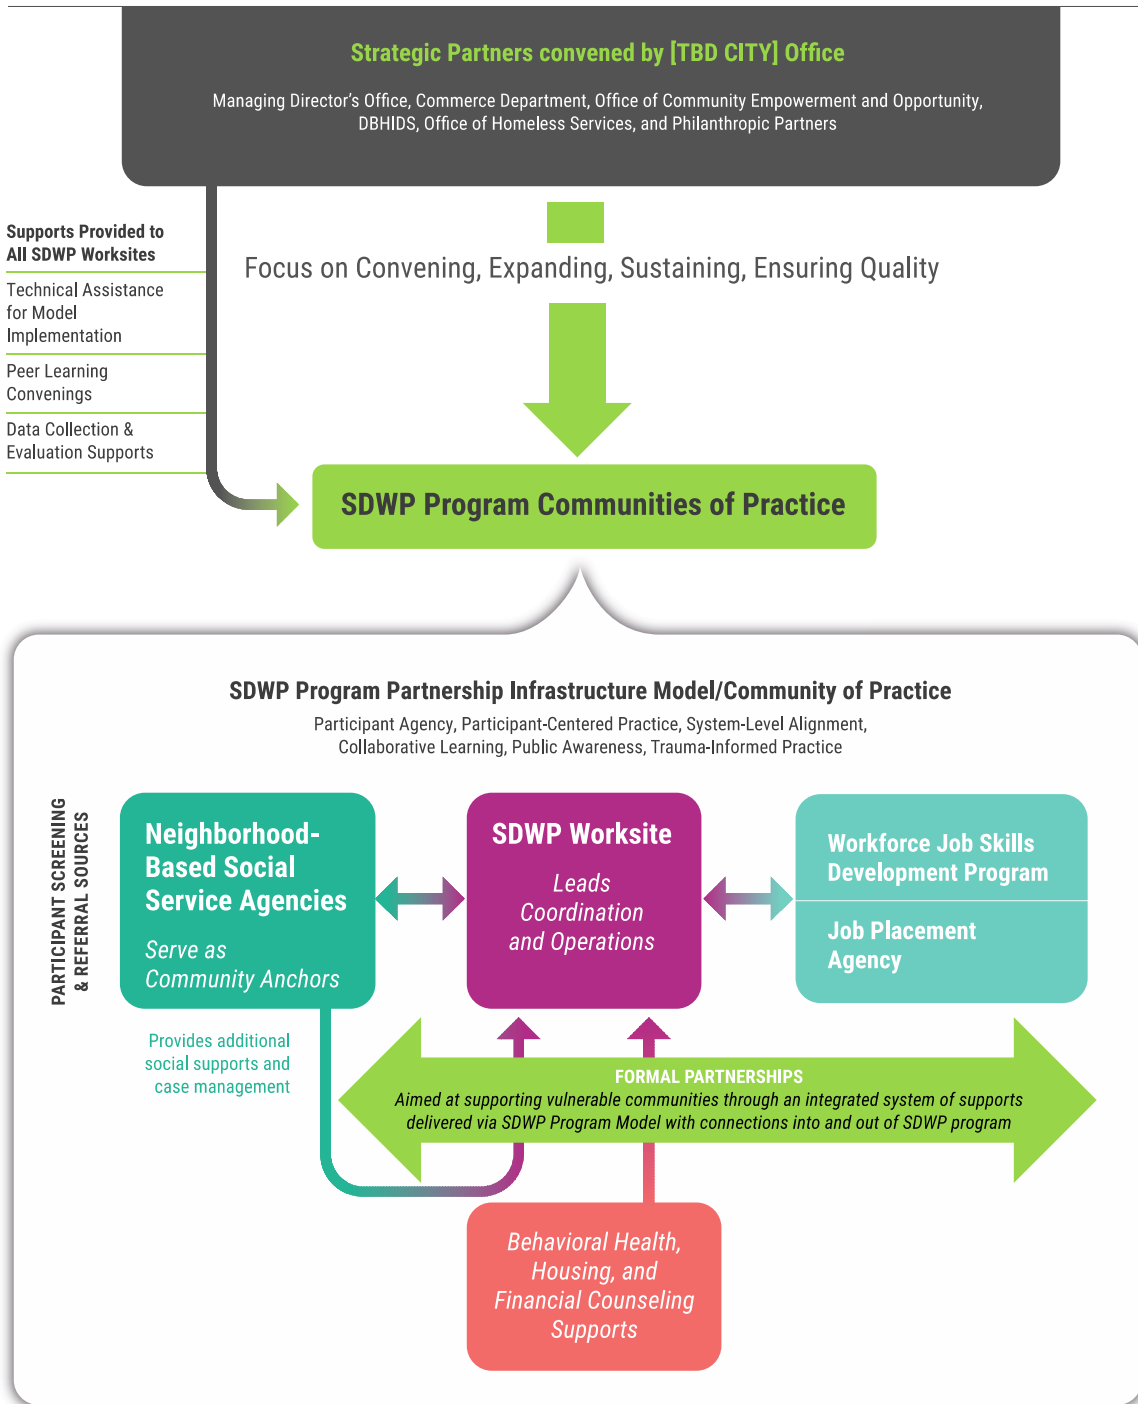 Strategic Partners convened by [TBD CITY] Office
Managing Director's Office, Commerce Department, Office of Community Empowerment and Opportunity,
DBHIDS, Office of Homeless Services, and Philanthropic Partners
Supports Provided to
All SDWP Worksites
Technical Assistance
for Model
Implementation
Peer Learning
Convenings
Data Collection &
Evaluation Supports
Focus on Convening, Expanding, Sustaining, Ensuring Quality
SDWP Program Communities of Practice
SDWP Program Partnership Infrastructure Model/Community of Practice
Participant Agency, Participant-Centered Practice, System-Level Alignment,
Collaborative Learning, Public Awareness, Trauma-Informed Practice
PARTICIPANT SCREENING
& REFERRAL SOURCES
Neighborhood-
Based Social
Service Agencies
Serve as
Community Anchors
SDWP Worksite
Leads
Coordination
and Operations
Workforce Job Skills
Development Program
Job Placement
Agency
Provides additional
social supports and
case management
FORMAL PARTNERSHIPS
Aimed at supporting vulnerable communities through an integrated system of supports
delivered via SDWP Program Model with connections into and out of SDWP program
Behavioral Health,
Housing, and
Financial Counseling
Supports